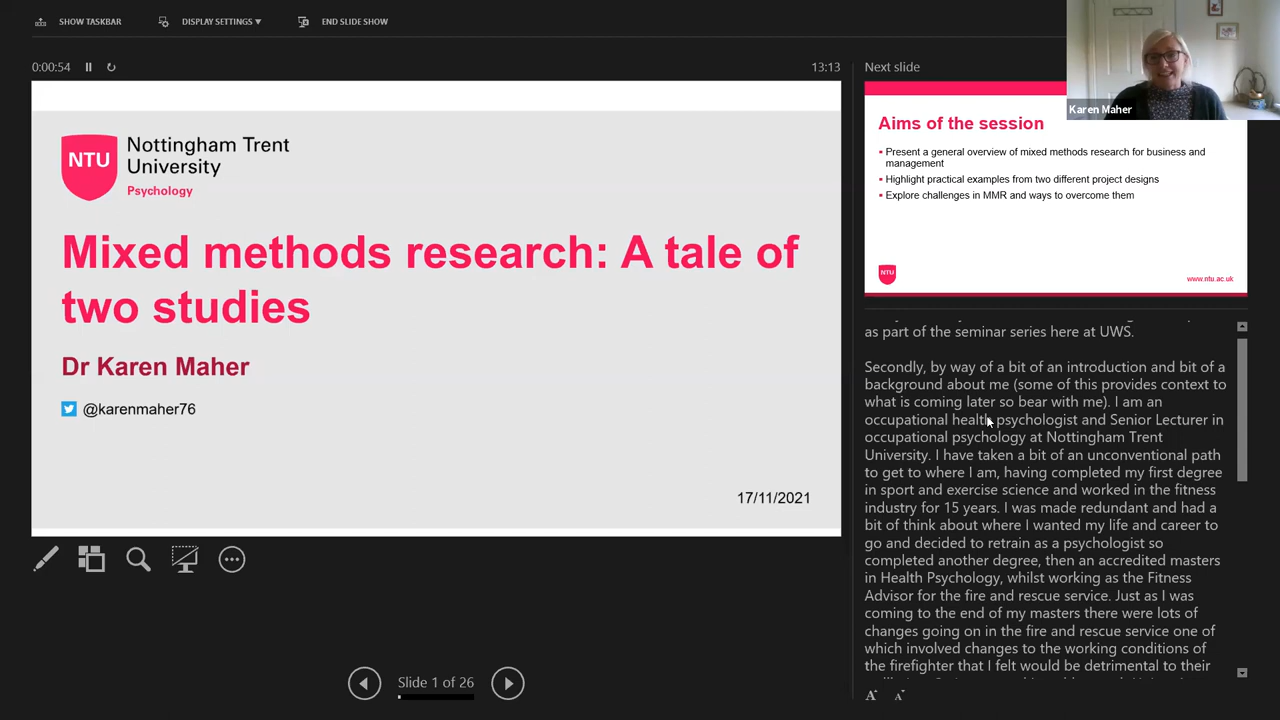 SHOW TASKBAR
DISPLAY SETTINGS ▼
END SLIDE SHOW
0:00:54
13:13
NTU
Nottingham Trent
University
Psychology
Mixed methods research: A tale of
two studies
Dr Karen Maher
@karenmaher76
17/11/2021
Slide 1 of 26
Next slide
Karen Maher
Aims of the session
▪ Present a general overview of mixed methods research for business and
management
▪ Highlight practical examples from two different project designs
▪ Explore challenges in MMR and ways to overcome them
NTU
www.ntu.ac.uk
as part of the seminar series here at UWS.
Secondly, by way of a bit of an introduction and bit of a
background about me (some of this provides context to
what is coming later so bear with me). I am an
occupational health psychologist and Senior Lecturer in
occupational psychology at Nottingham Trent
University. I have taken a bit of an unconventional path
to get to where I am, having completed my first degree
in sport and exercise science and worked in the fitness
industry for 15 years. I was made redundant and had a
bit of think about where I wanted my life and career to
go and decided to retrain as a psychologist so
completed another degree, then an accredited masters
in Health Psychology, whilst working as the Fitness
Advisor for the fire and rescue service. Just as I was
coming to the end of my masters there were lots of
changes going on in the fire and rescue service one of
which involved changes to the working conditions of
the firefighter that I felt would be detrimental to their
A
A